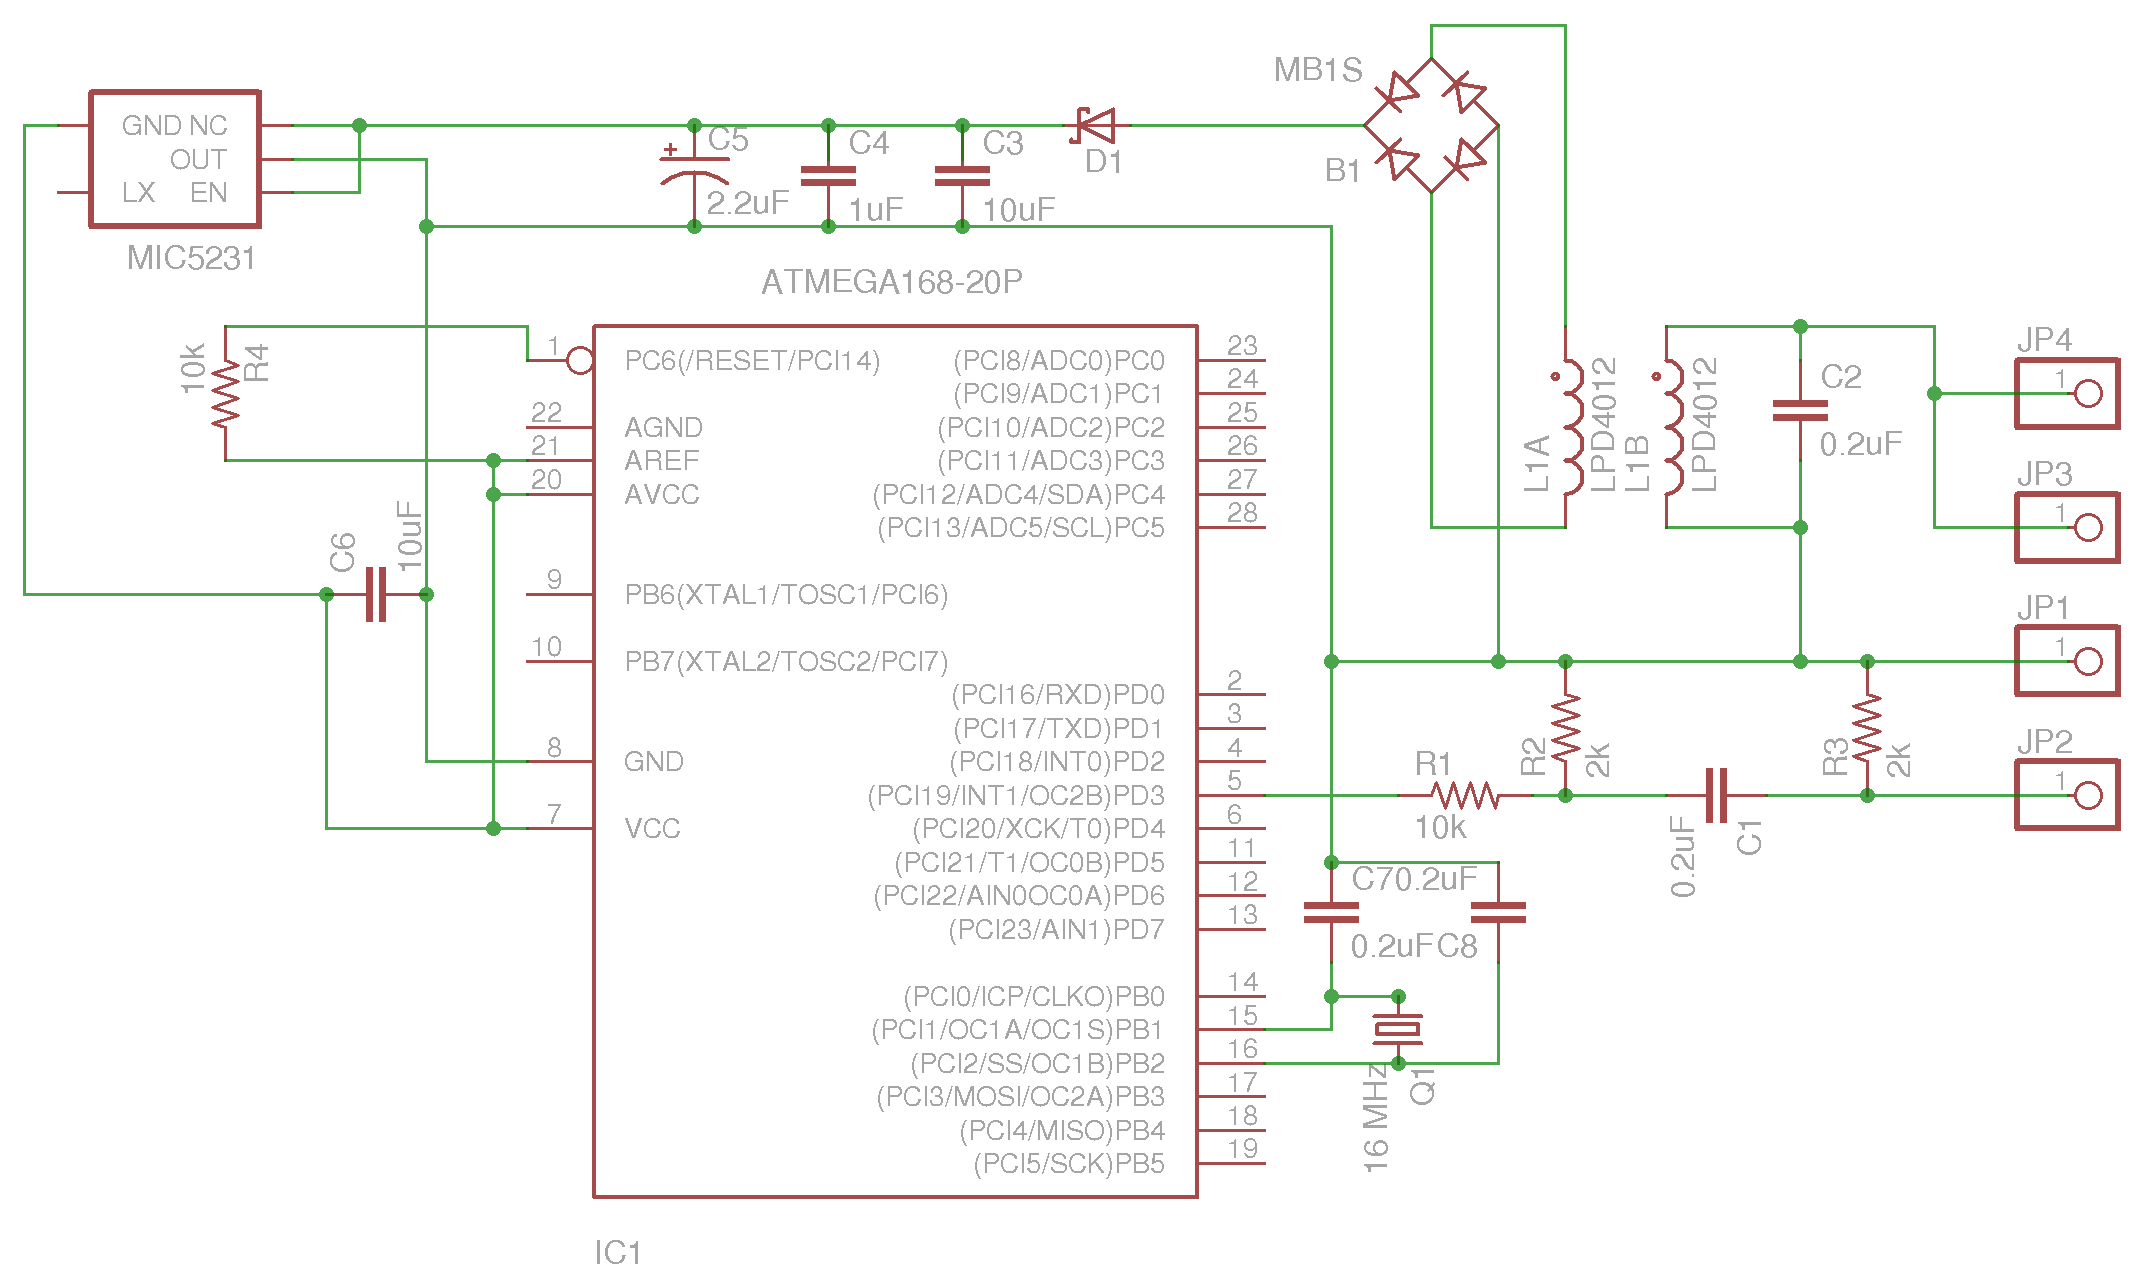 MB1S
B1
GND NC
OUT
LX EN
MIC5231
C5
2.2uF
C4
1uF
C3
10uF
D1
ATMEGA168-20P
10k
R4
1
PC6(/RESET/PCI14)
22
AGND
21
AREF
20
AVCC
9
PB6(XTAL1/TOSC1/PCI6)
10
PB7(XTAL2/TOSC2/PCI7)
8
GND
7
VCC
C6
10uF
(PCI8/ADC0)PC0
23
(PCI9/ADC1)PC1
24
(PCI10/ADC2)PC2
25
(PCI11/ADC3)PC3
26
(PCI12/ADC4/SDA)PC4
27
(PCI13/ADC5/SCL)PC5
28
(PCI16/RXD)PD0
2
(PCI17/TXD)PD1
3
(PCI18/INT0)PD2
4
(PCI19/INT1/OC2B)PD3
5
(PCI20/XCK/T0)PD4
6
(PCI21/T1/OC0B)PD5
11
(PCI22/AIN0OC0A)PD6
12
(PCI23/AIN1)PD7
13
(PCI0/ICP/CLKO)PB0
14
(PCI1/OC1A/OC1S)PB1
15
(PCI2/SS/OC1B)PB2
16
(PCI3/MOSI/OC2A)PB3
17
(PCI4/MISO)PB4
18
(PCI5/SCK)PB5
19
IC1
L1A
LPD4012
L1B
LPD4012
C2
0.2uF
JP4
1
JP3
1
JP1
1
JP2
1
R1
10k
R2
2k
R3
2k
0.2uF
C1
C70.2uF
0.2uFC8
16 MHz
Q1